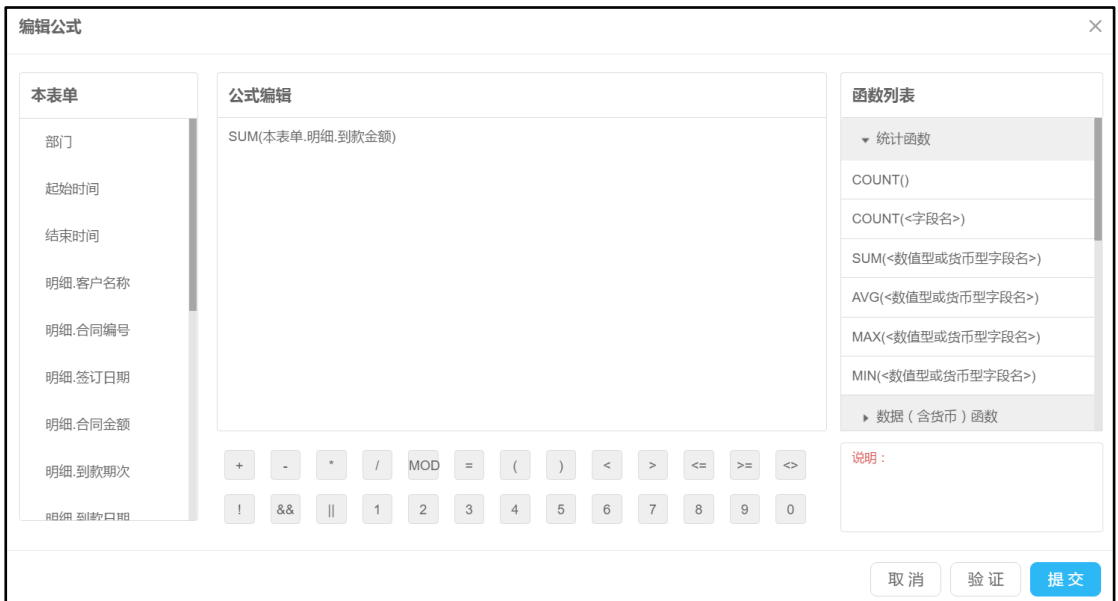 编辑公式
×
本表单
部门
起始时间
结束时间
明细.客户名称
明细.合同编号
明细.签订日期
明细.合同金额
明细.到款期次
明细.到款日期
公式编辑
SUM(本表单.明细.到款金额)
+ - * / MOD = ( ) < > <= >= <>
! && || 1 2 3 4 5 6 7 8 9 0
函数列表
统计函数
COUNT()
COUNT(<字段名>)
SUM(<数值型或货币型字段名>)
AVG(<数值型或货币型字段名>)
MAX(<数值型或货币型字段名>)
MIN(<数值型或货币型字段名>)
数据（含货币）函数
说明：
取消 验证 提交